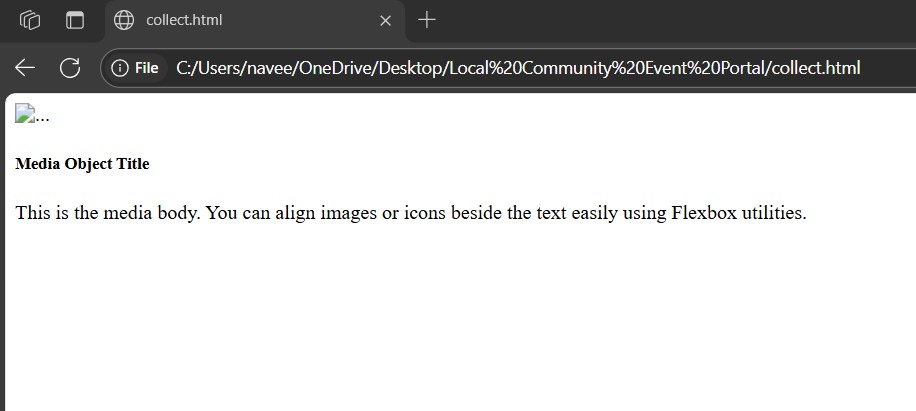 collect.html
File C:/Users/navee/OneDrive/Desktop/Local%20Community%20Event%20Portal/collect.html
...
Media Object Title
This is the media body. You can align images or icons beside the text easily using Flexbox utilities.